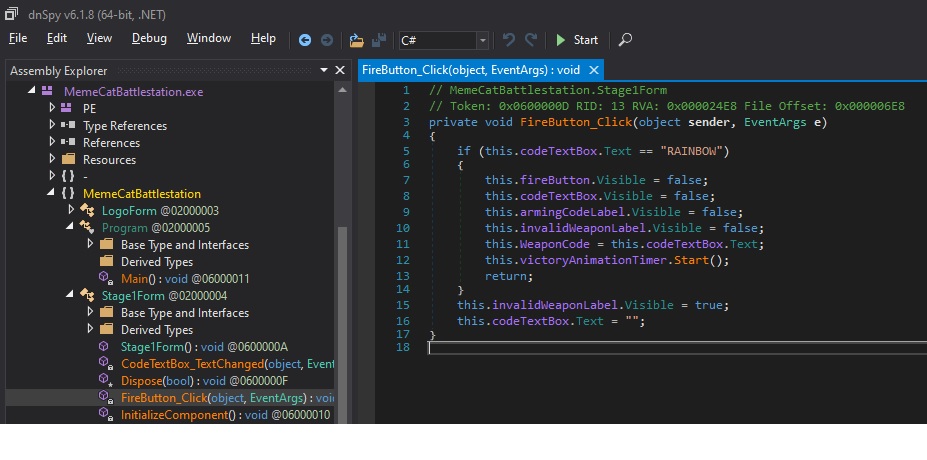 dnSpy v6.1.8 (64-bit, .NET)
File Edit View Debug Window Help C# Start
Assembly Explorer
MemeCatBattlestation.exe
PE
Type References
References
Resources
{ } -
{ } MemeCatBattlestation
LogoForm @02000003
Program @02000005
Base Type and Interfaces
Derived Types
Main() : void @06000011
Stage1Form @02000004
Base Type and Interfaces
Derived Types
Stage1Form() : void @0600000A
CodeTextBox_TextChanged(object, Event
Dispose(bool) : void @0600000F
FireButton_Click(object, EventArgs) : voi
InitializeComponent() : void @06000010
FireButton_Click(object, EventArgs) : void
1 // MemeCatBattlestation.Stage1Form
2 // Token: 0x0600000D RID: 13 RVA: 0x000024E8 File Offset: 0x000006E8
3 private void FireButton_Click(object sender, EventArgs e)
4 {
5 if (this.codeTextBox.Text == "RAINBOW")
6 {
7 this.fireButton.Visible = false;
8 this.codeTextBox.Visible = false;
9 this.armingCodeLabel.Visible = false;
10 this.invalidWeaponLabel.Visible = false;
11 this.WeaponCode = this.codeTextBox.Text;
12 this.victoryAnimationTimer.Start();
13 return;
14 }
15 this.invalidWeaponLabel.Visible = true;
16 this.codeTextBox.Text = "";
17 }
18